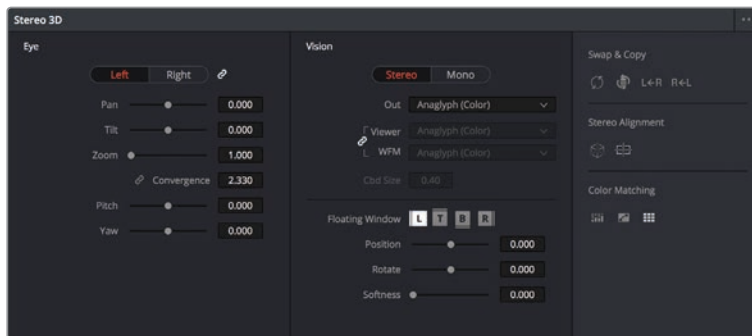 Stereo 3D
Eye
Left Right
Pan 0.000
Tilt 0.000
Zoom 1.000
Convergence 2.330
Pitch 0.000
Yaw 0.000
Vision
Stereo Mono
Out Anaglyph (Color)
Viewer Anaglyph (Color)
WFM Anaglyph (Color)
Cbd Size 0.40
Floating Window L T B R
Position 0.000
Rotate 0.000
Softness 0.000
Swap & Copy
L←R R←L
Stereo Alignment
Color Matching